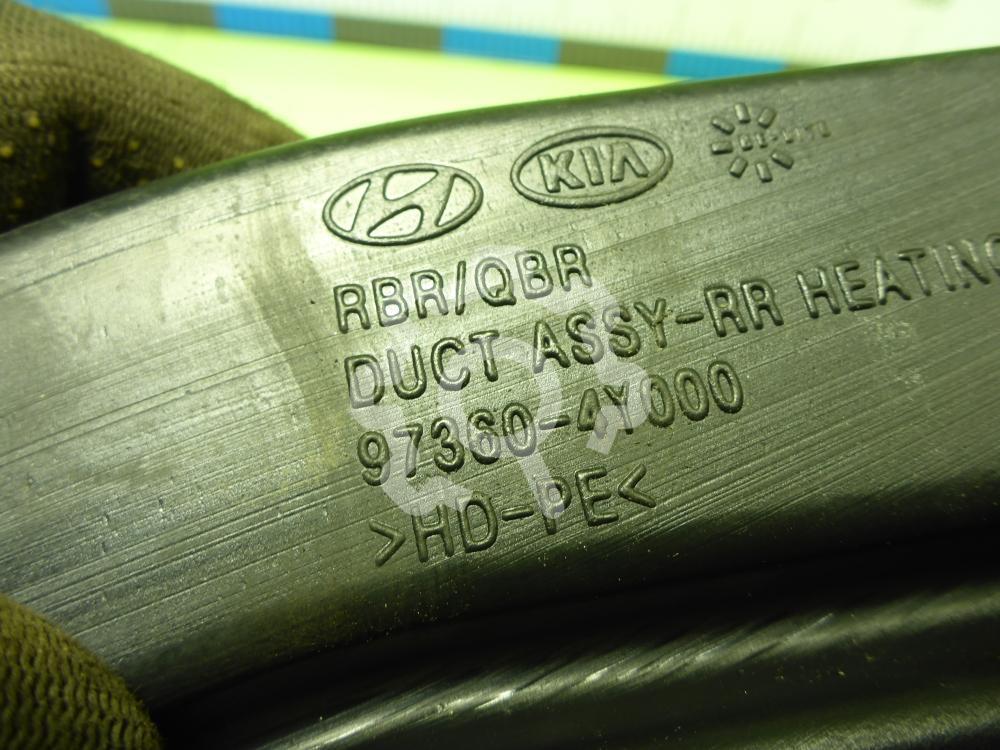 KIA
RBR/QBR
DUCT ASSY-RR HEATING
97360-4Y000
>HD-PE<